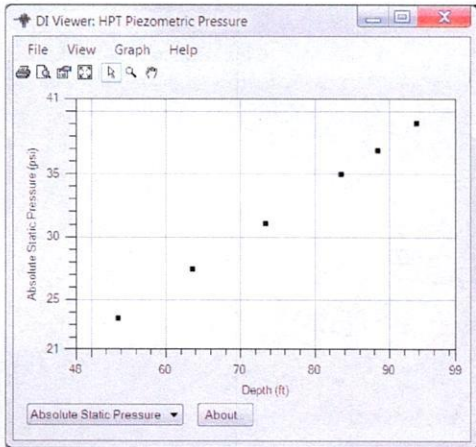 DI Viewer: HPT Piezometric Pressure
File View Graph Help
Absolute Static Pressure (psi)
41
35
30
25
21
48 60 70 80 90 99
Depth (ft)
Absolute Static Pressure
About...